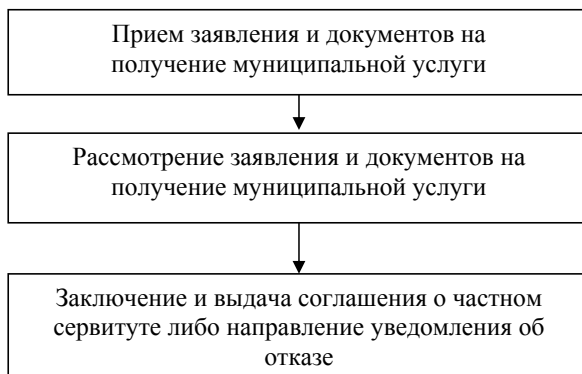 Прием заявления и документов на
получение муниципальной услуги
Рассмотрение заявления и документов на
получение муниципальной услуги
Заключение и выдача соглашения о частном
сервитуте либо направление уведомления об
отказе